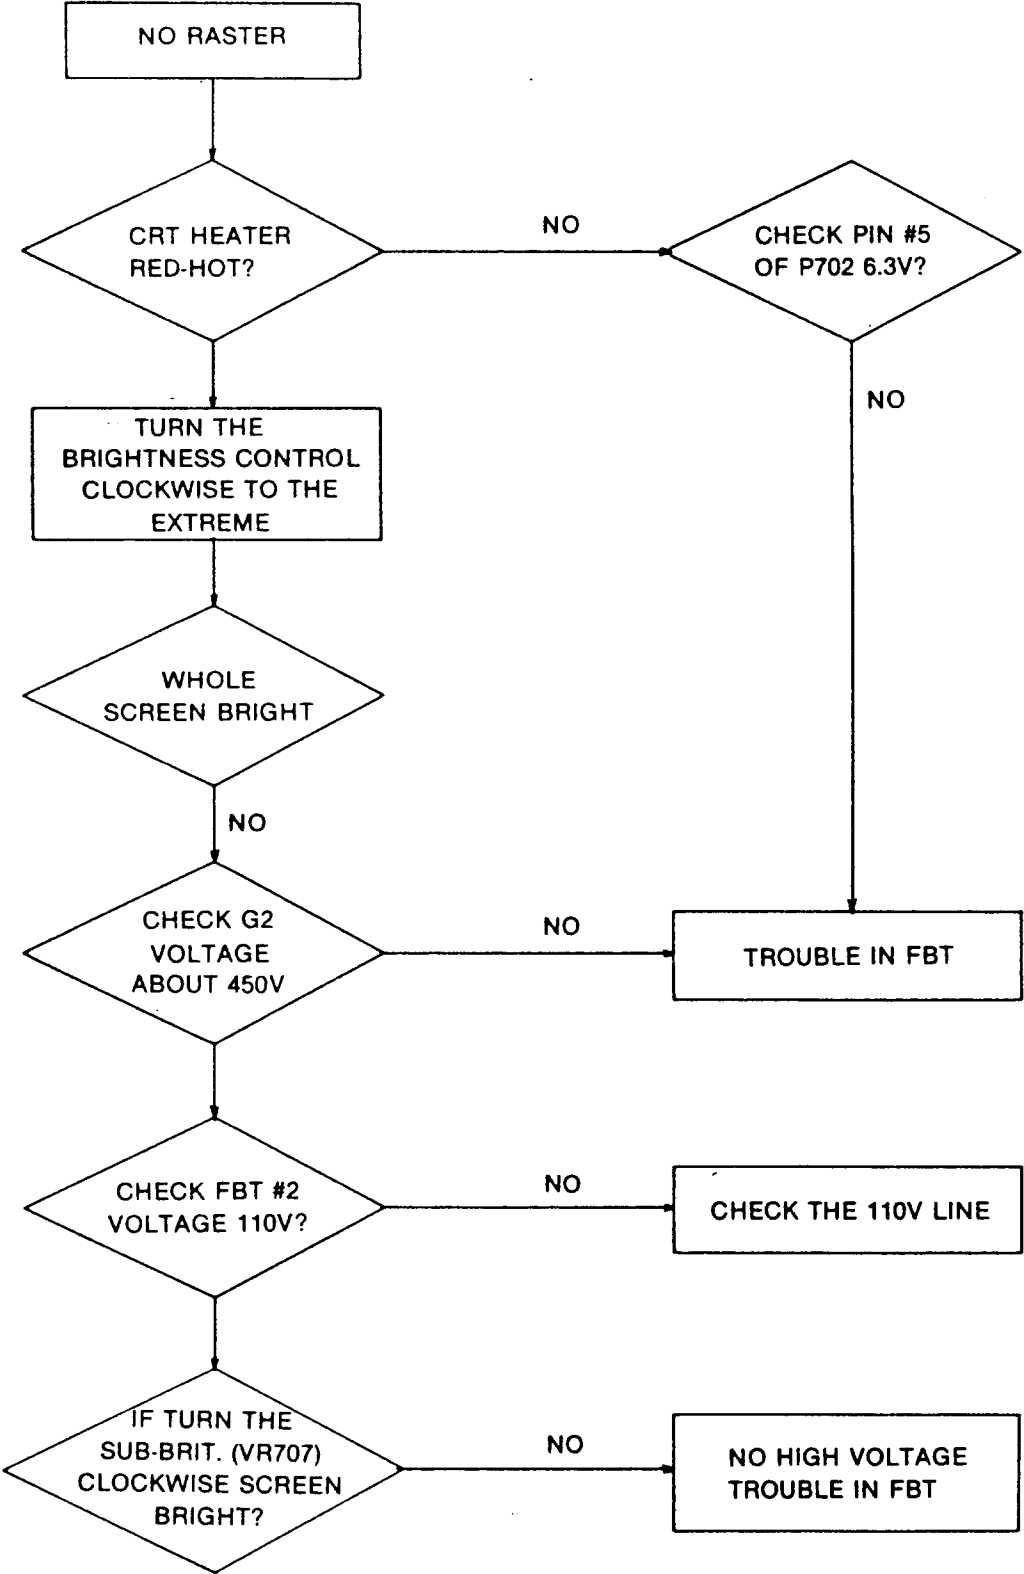 NO RASTER
CRT HEATER
RED-HOT?
NO
CHECK PIN #5
OF P702 6.3V?
NO
TURN THE
BRIGHTNESS CONTROL
CLOCKWISE TO THE
EXTREME
WHOLE
SCREEN BRIGHT
NO
CHECK G2
VOLTAGE
ABOUT 450V
NO
TROUBLE IN FBT
CHECK FBT #2
VOLTAGE 110V?
NO
CHECK THE 110V LINE
IF TURN THE
SUB-BRIT. (VR707)
CLOCKWISE SCREEN
BRIGHT?
NO
NO HIGH VOLTAGE
TROUBLE IN FBT